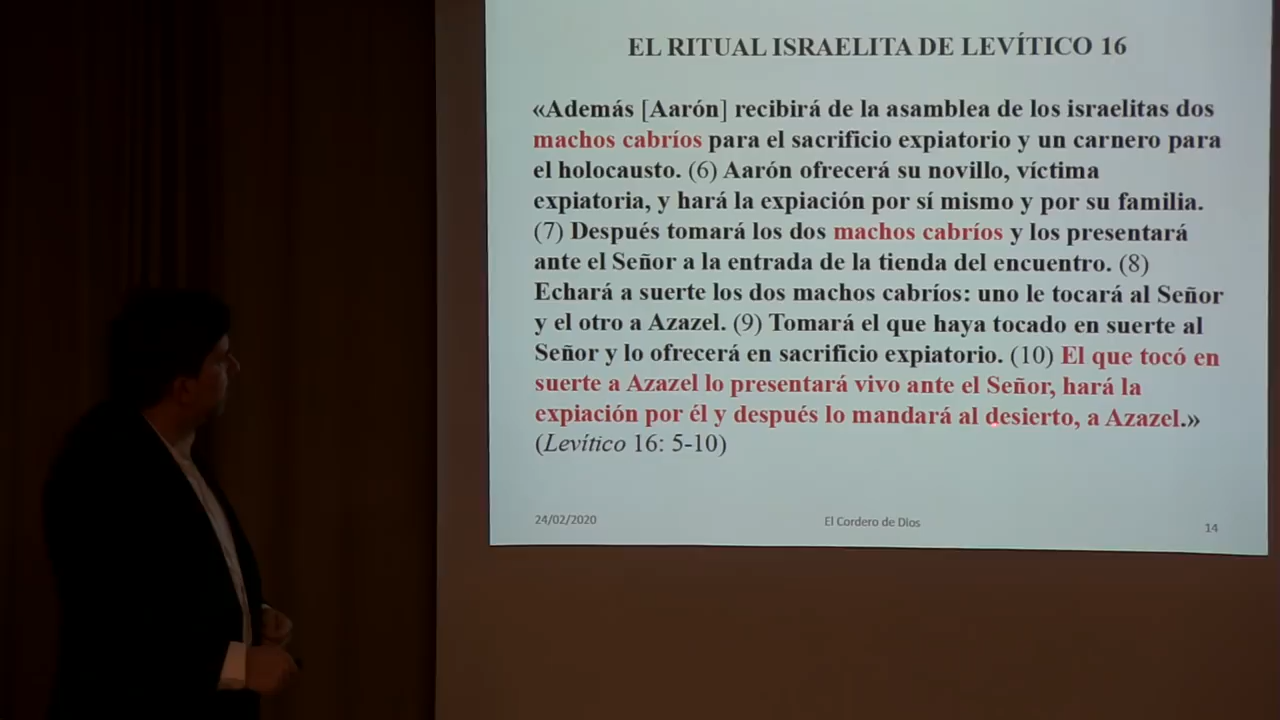 EL RITUAL ISRAELITA DE LEVÍTICO 16
«Además [Aarón] recibirá de la asamblea de los israelitas dos
machos cabríos para el sacrificio expiatorio y un carnero para
el holocausto. (6) Aarón ofrecerá su novillo, víctima
expiatoria, y hará la expiación por sí mismo y por su familia.
(7) Después tomará los dos machos cabríos y los presentará
ante el Señor a la entrada de la tienda del encuentro. (8)
Echará a suerte los dos machos cabríos: uno le tocará al Señor
y el otro a Azazel. (9) Tomará el que haya tocado en suerte al
Señor y lo ofrecerá en sacrificio expiatorio. (10) El que tocó en
suerte a Azazel lo presentará vivo ante el Señor, hará la
expiación por él y después lo mandará al desierto, a Azazel.»
(Levítico 16: 5-10)
24/02/2020
El Cordero de Dios
14